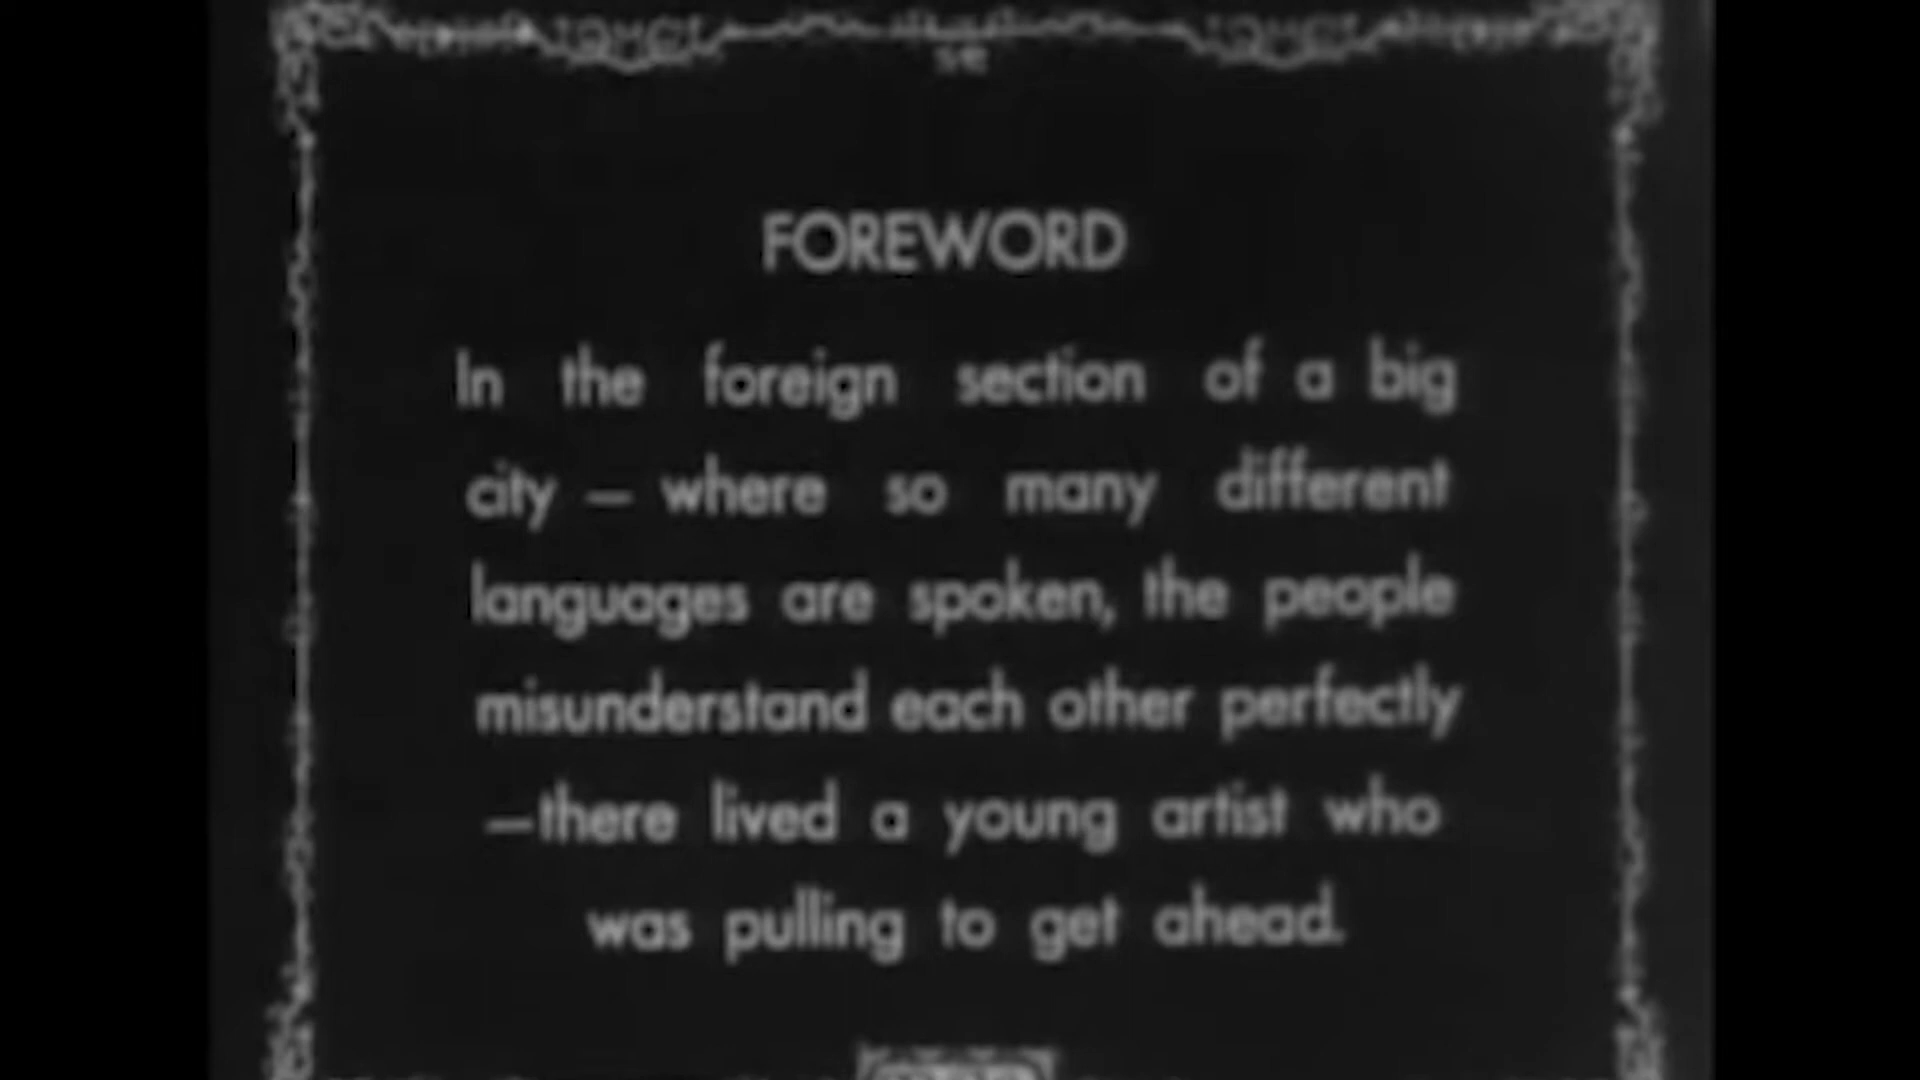 FOREWORD
In the foreign section of a big
city — where so many different
languages are spoken, the people
misunderstand each other perfectly
—there lived a young artist who
was pulling to get ahead.